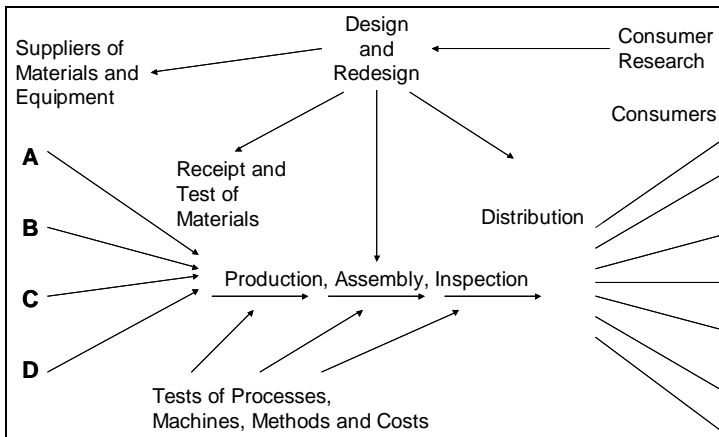 Design
and
Redesign
Consumer
Research
Suppliers of
Materials and
Equipment
Consumers
A
Receipt and
Test of
Materials
B
Distribution
Production, Assembly, Inspection
C
D
Tests of Processes,
Machines, Methods and Costs